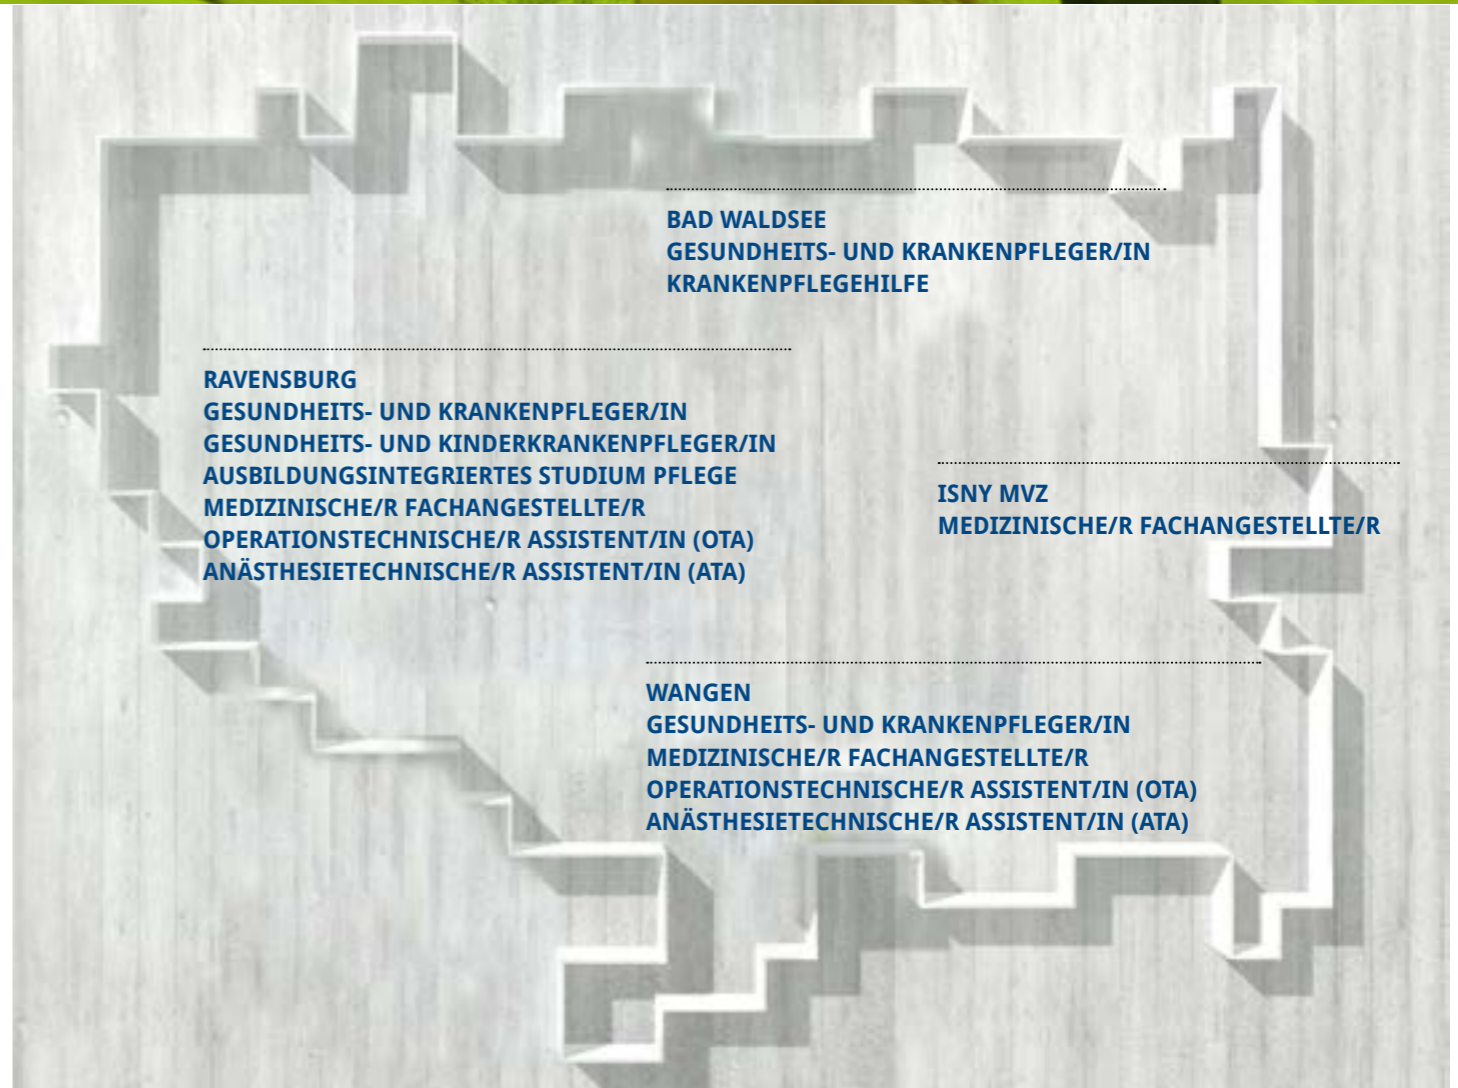 BAD WALDSEE
GESUNDHEITS- UND KRANKENPFLEGER/IN
KRANKENPFLEGEHILFE
RAVENSBURG
GESUNDHEITS- UND KRANKENPFLEGER/IN
GESUNDHEITS- UND KINDERKRANKENPFLEGER/IN
AUSBILDUNGSINTEGRIERTES STUDIUM PFLEGE
MEDIZINISCHE/R FACHANGESTELLTE/R
OPERATIONSTECHNISCHE/R ASSISTENT/IN (OTA)
ANÄSTHESIETECHNISCHE/R ASSISTENT/IN (ATA)
ISNY MVZ
MEDIZINISCHE/R FACHANGESTELLTE/R
WANGEN
GESUNDHEITS- UND KRANKENPFLEGER/IN
MEDIZINISCHE/R FACHANGESTELLTE/R
OPERATIONSTECHNISCHE/R ASSISTENT/IN (OTA)
ANÄSTHESIETECHNISCHE/R ASSISTENT/IN (ATA)